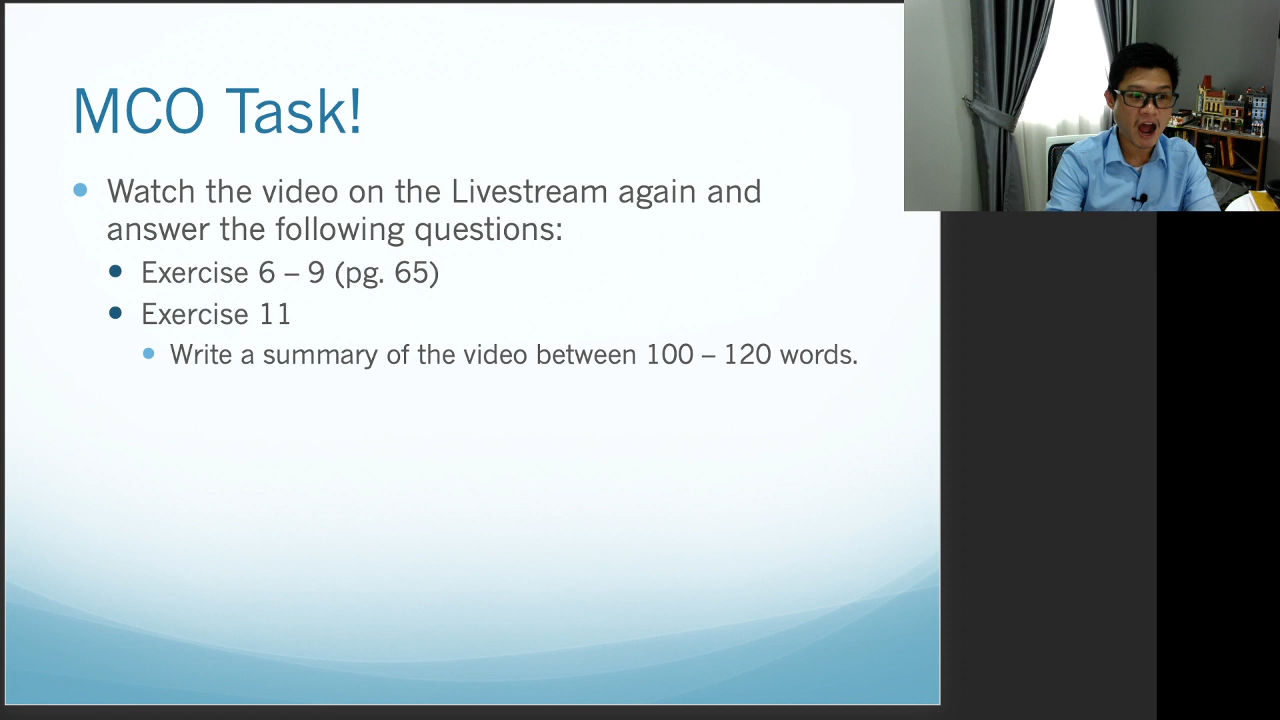 MCO Task!
Watch the video on the Livestream again and
answer the following questions:
Exercise 6 – 9 (pg. 65)
Exercise 11
Write a summary of the video between 100 – 120 words.